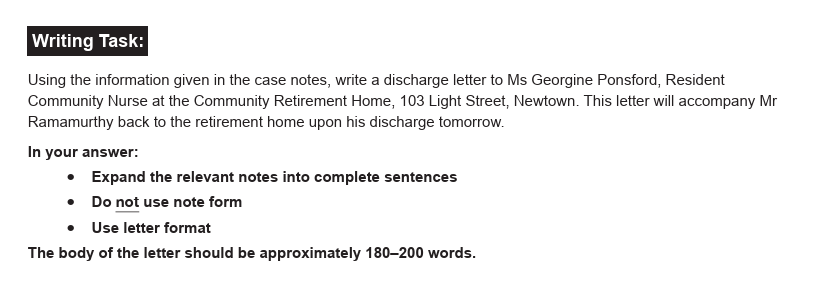 Writing Task:
Using the information given in the case notes, write a discharge letter to Ms Georgine Ponsford, Resident
Community Nurse at the Community Retirement Home, 103 Light Street, Newtown. This letter will accompany Mr
Ramamurthy back to the retirement home upon his discharge tomorrow.
In your answer:
● Expand the relevant notes into complete sentences
● Do not use note form
● Use letter format
The body of the letter should be approximately 180–200 words.